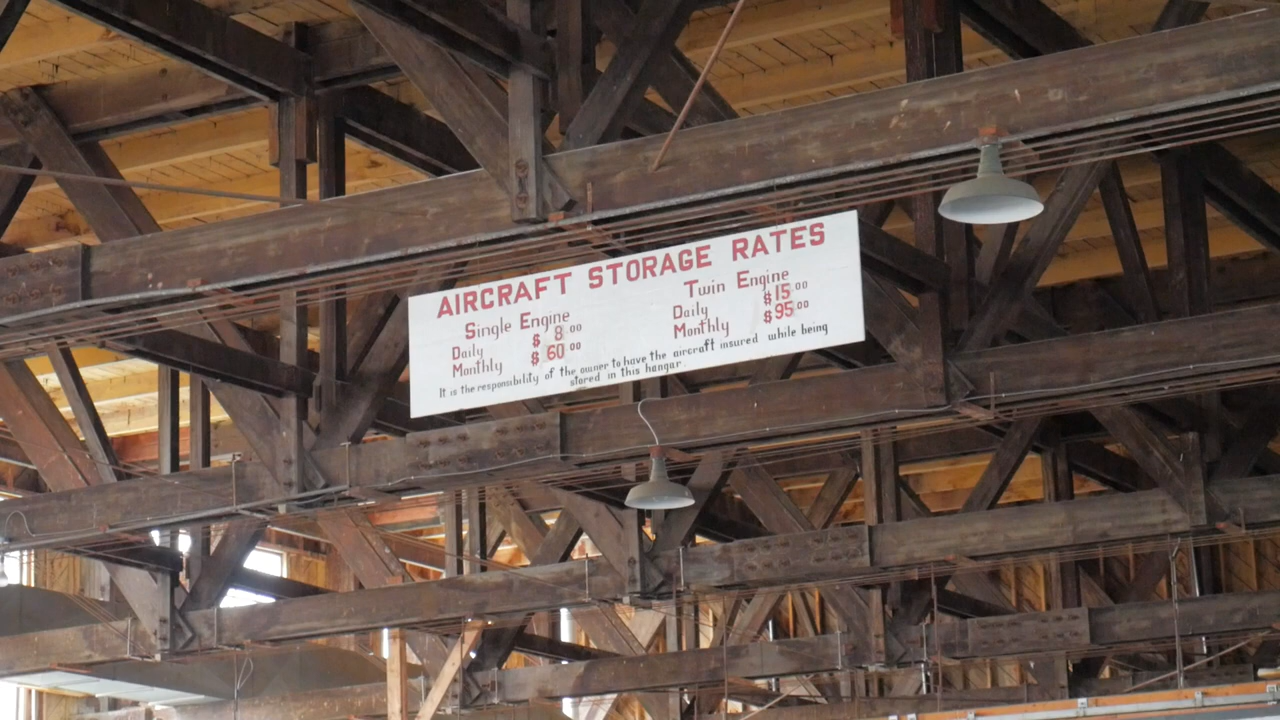 AIRCRAFT STORAGE RATES
Single Engine
Daily $ 8.00
Monthly $ 60.00
Twin Engine
Daily $15.00
Monthly $95.00
It is the responsibility of the owner to have the aircraft insured while being
stored in this hangar